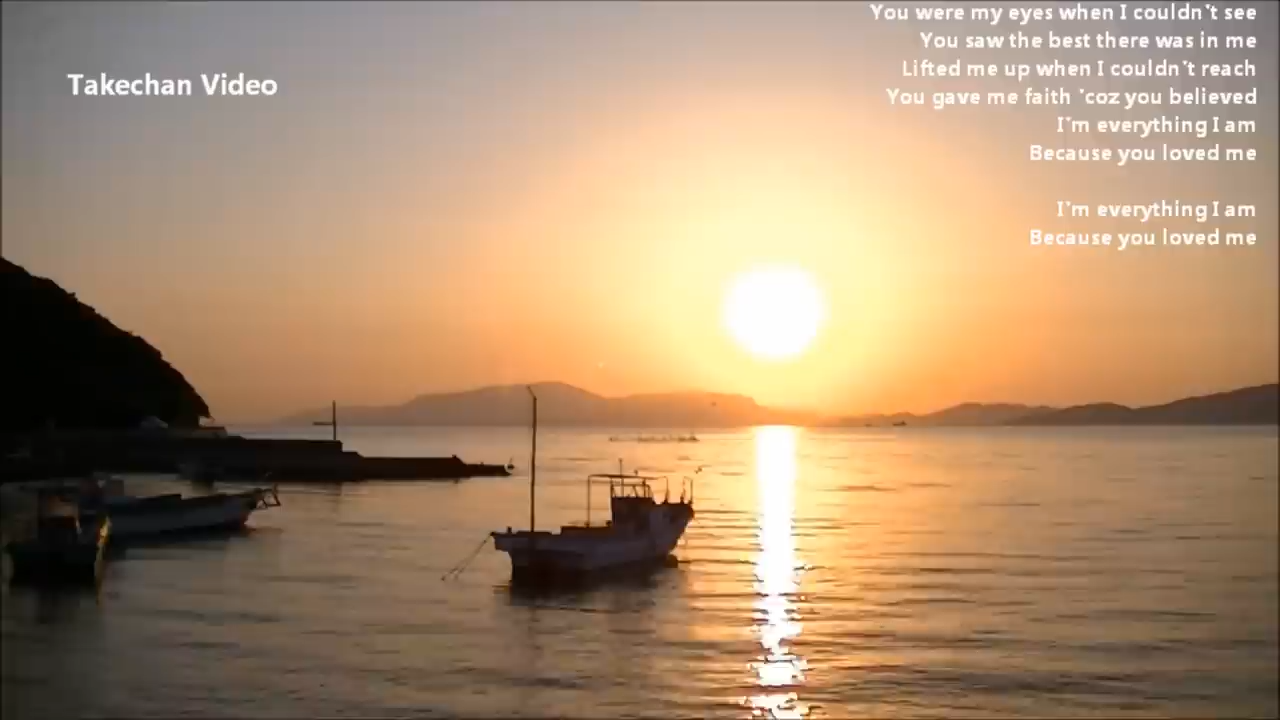 You were my eyes when I couldn't see
You saw the best there was in me
Lifted me up when I couldn't reach
You gave me faith 'coz you believed
I'm everything I am
Because you loved me
I'm everything I am
Because you loved me
Takechan Video